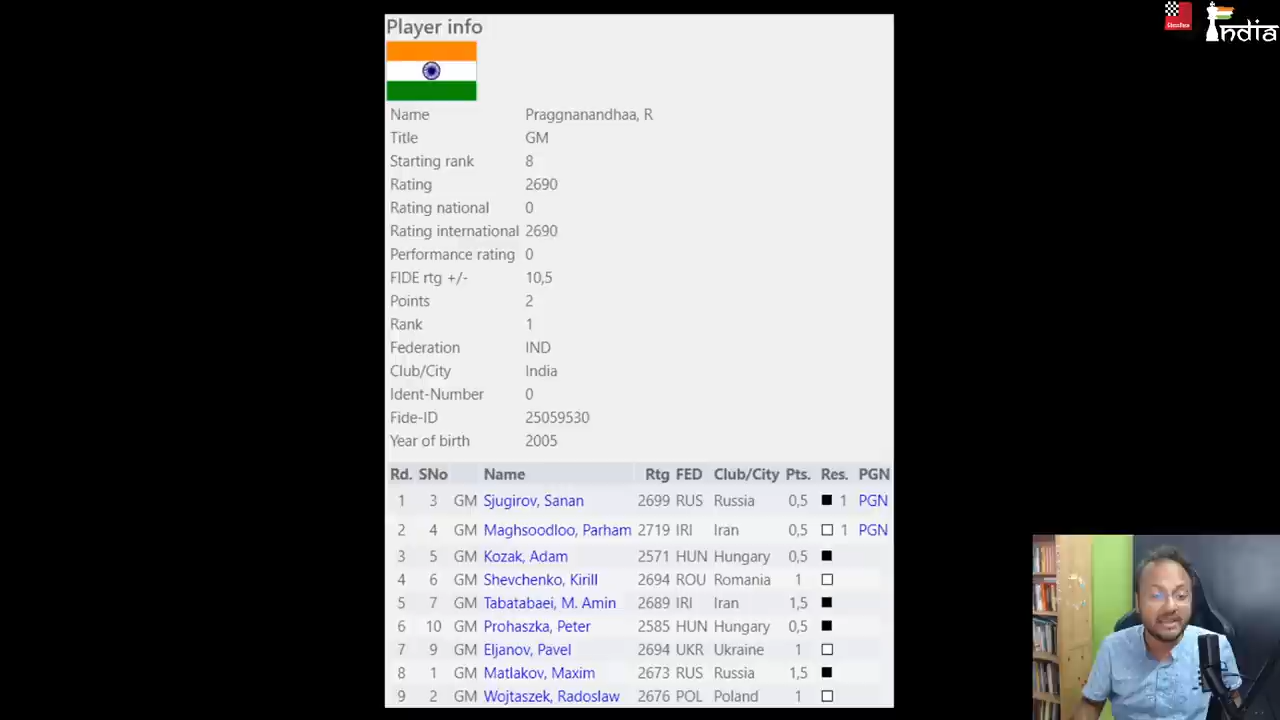 Player info
Name Praggnanandhaa, R
Title GM
Starting rank 8
Rating 2690
Rating national 0
Rating international 2690
Performance rating 0
FIDE rtg +/- 10,5
Points 2
Rank 1
Federation IND
Club/City India
Ident-Number 0
Fide-ID 25059530
Year of birth 2005
Rd. SNo Name Rtg FED Club/City Pts. Res. PGN
1 3 GM Sjugirov, Sanan 2699 RUS Russia 0,5 1 PGN
2 4 GM Maghsoodloo, Parham 2719 IRI Iran 0,5 1 PGN
3 5 GM Kozak, Adam 2571 HUN Hungary 0,5
4 6 GM Shevchenko, Kirill 2694 ROU Romania 1
5 7 GM Tabatabaei, M. Amin 2689 IRI Iran 1,5
6 10 GM Prohaszka, Peter 2585 HUN Hungary 0,5
7 9 GM Eljanov, Pavel 2694 UKR Ukraine 1
8 1 GM Matlakov, Maxim 2673 RUS Russia 1,5
9 2 GM Wojtaszek, Radoslaw 2676 POL Poland 1
India